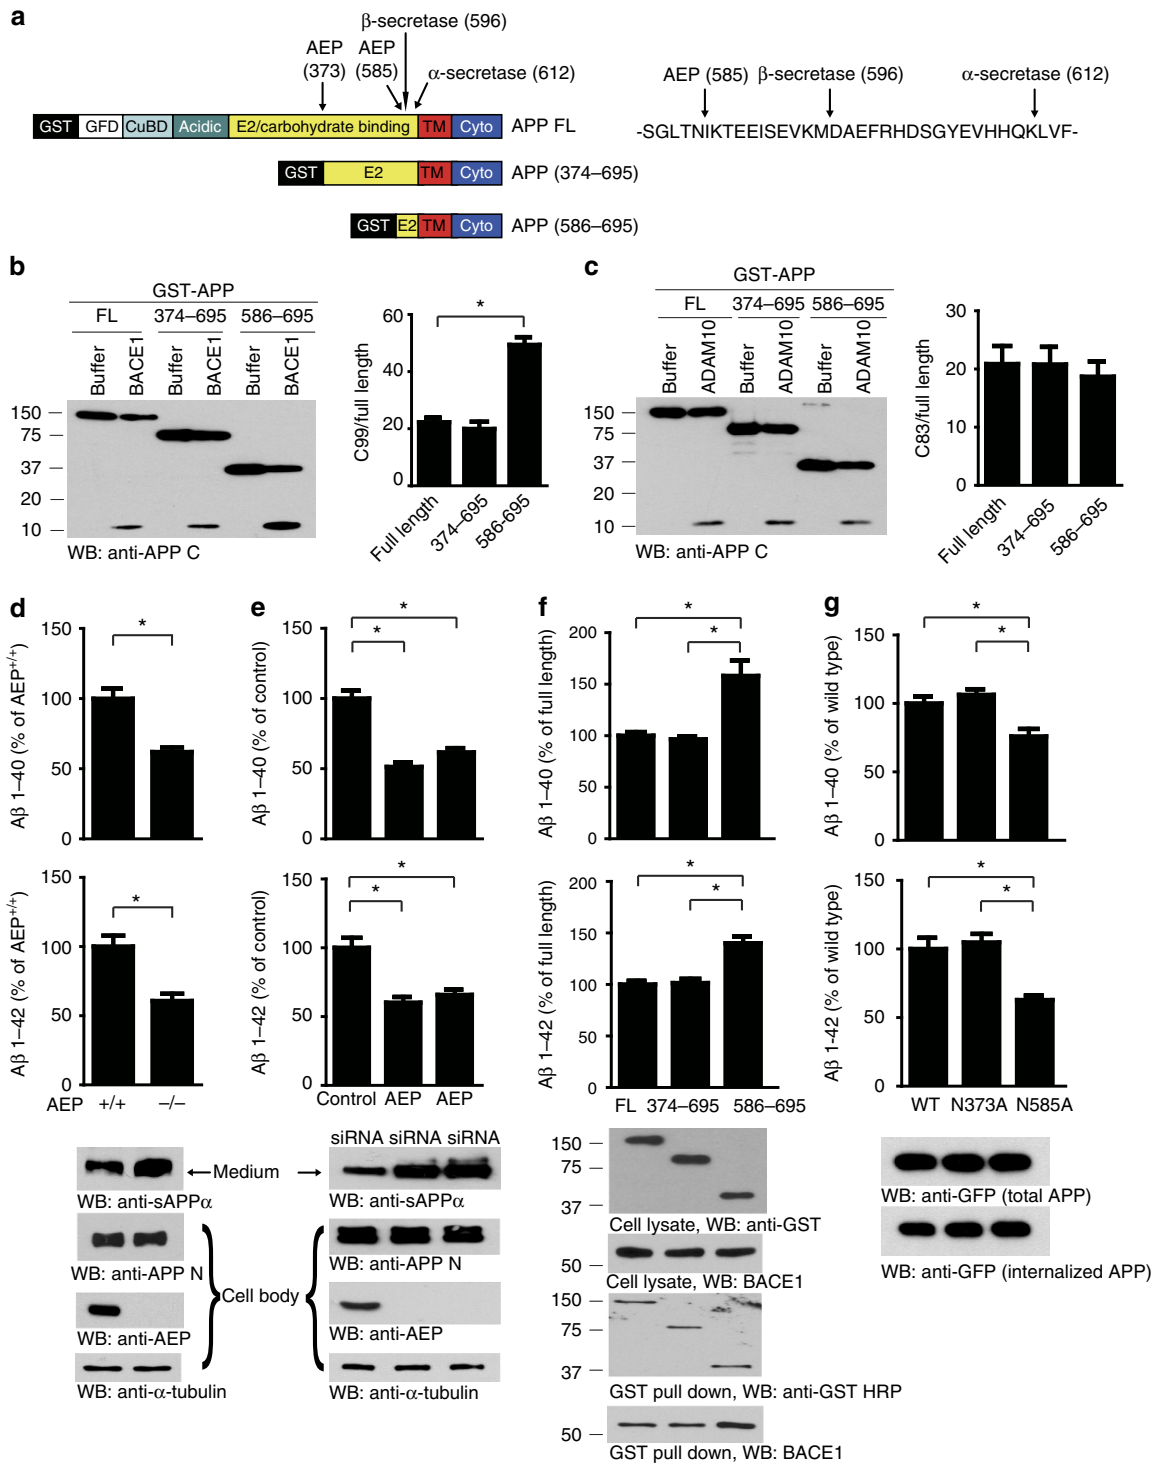 a
β-secretase (596)
AEP AEP
(373) (585) α-secretase (612)
GST GFD CuBD Acidic E2/carbohydrate binding TM Cyto APP FL
GST E2 TM Cyto APP (374–695)
GST E2 TM Cyto APP (586–695)
AEP (585) β-secretase (596) α-secretase (612)
-SGLTNIKTEEISEVKMDAEFRHDSGYEVHHQKLVF-
b
GST-APP
FL 374–695 586–695
Buffer BACE1 Buffer BACE1 Buffer BACE1
150
75
37
20
10
WB: anti-APP C
C99/full length
60
40
20
0
*
Full length 374–695 586-695
c
GST-APP
FL 374–695 586–695
Buffer ADAM10 Buffer ADAM10 Buffer ADAM10
150
75
37
20
10
WB: anti-APP C
C83/full length
30
20
10
0
Full length 374–695 586–695
d
Aβ 1–40 (% of AEP+/+)
150
100
50
0
*
Aβ 1–42 (% of AEP+/+)
150
100
50
0
*
AEP +/+ −/−
WB: anti-sAPPα
WB: anti-APP N
WB: anti-AEP
WB: anti-α-tubulin
Medium
Cell body
e
Aβ 1–40 (% of control)
150
100
50
0
*
*
Aβ 1–42 (% of control)
150
100
50
0
*
*
Control AEP AEP
siRNA siRNA siRNA
WB: anti-sAPPα
WB: anti-APP N
WB: anti-AEP
WB: anti-α-tubulin
f
Aβ 1–40 (% of full length)
200
150
100
50
0
*
*
Aβ 1–42 (% of full length)
200
150
100
50
0
*
*
FL 374–695 586–695
150
75
37
Cell lysate, WB: anti-GST
50
Cell lysate, WB: BACE1
150
75
37
GST pull down, WB: anti-GST HRP
50
GST pull down, WB: BACE1
g
Aβ 1–40 (% of wild type)
150
100
50
0
*
*
Aβ 1-42 (% of wild type)
150
100
50
0
*
*
WT N373A N585A
WB: anti-GFP (total APP)
WB: anti-GFP (internalized APP)